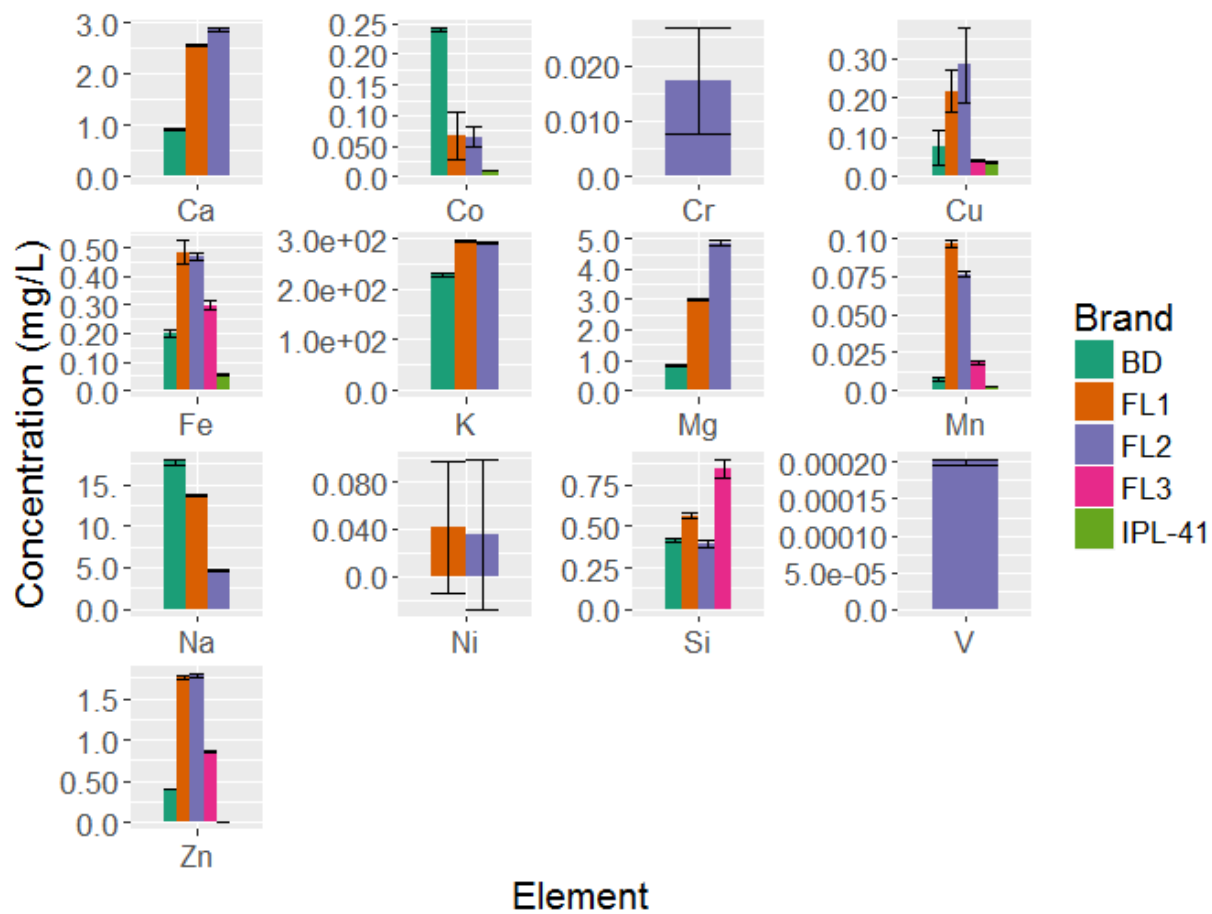 Concentration (mg/L)
3.0
2.0
1.0
0.0
Ca
0.25
0.20
0.15
0.10
0.050
0.0
Co
0.020
0.010
0.0
Cr
0.30
0.20
0.10
0.0
Cu
0.50
0.40
0.30
0.20
0.10
0.0
Fe
3.0e+02
2.0e+02
1.0e+02
0.0
K
5.0
4.0
3.0
2.0
1.0
0.0
Mg
0.10
0.075
0.050
0.025
0.0
Mn
15.
10.
5.0
0.0
Na
0.080
0.040
0.0
Ni
0.75
0.50
0.25
0.0
Si
0.00020
0.00015
0.00010
5.0e-05
0.0
V
1.5
1.0
0.50
0.0
Zn
Element
Brand
BD
FL1
FL2
FL3
IPL-41